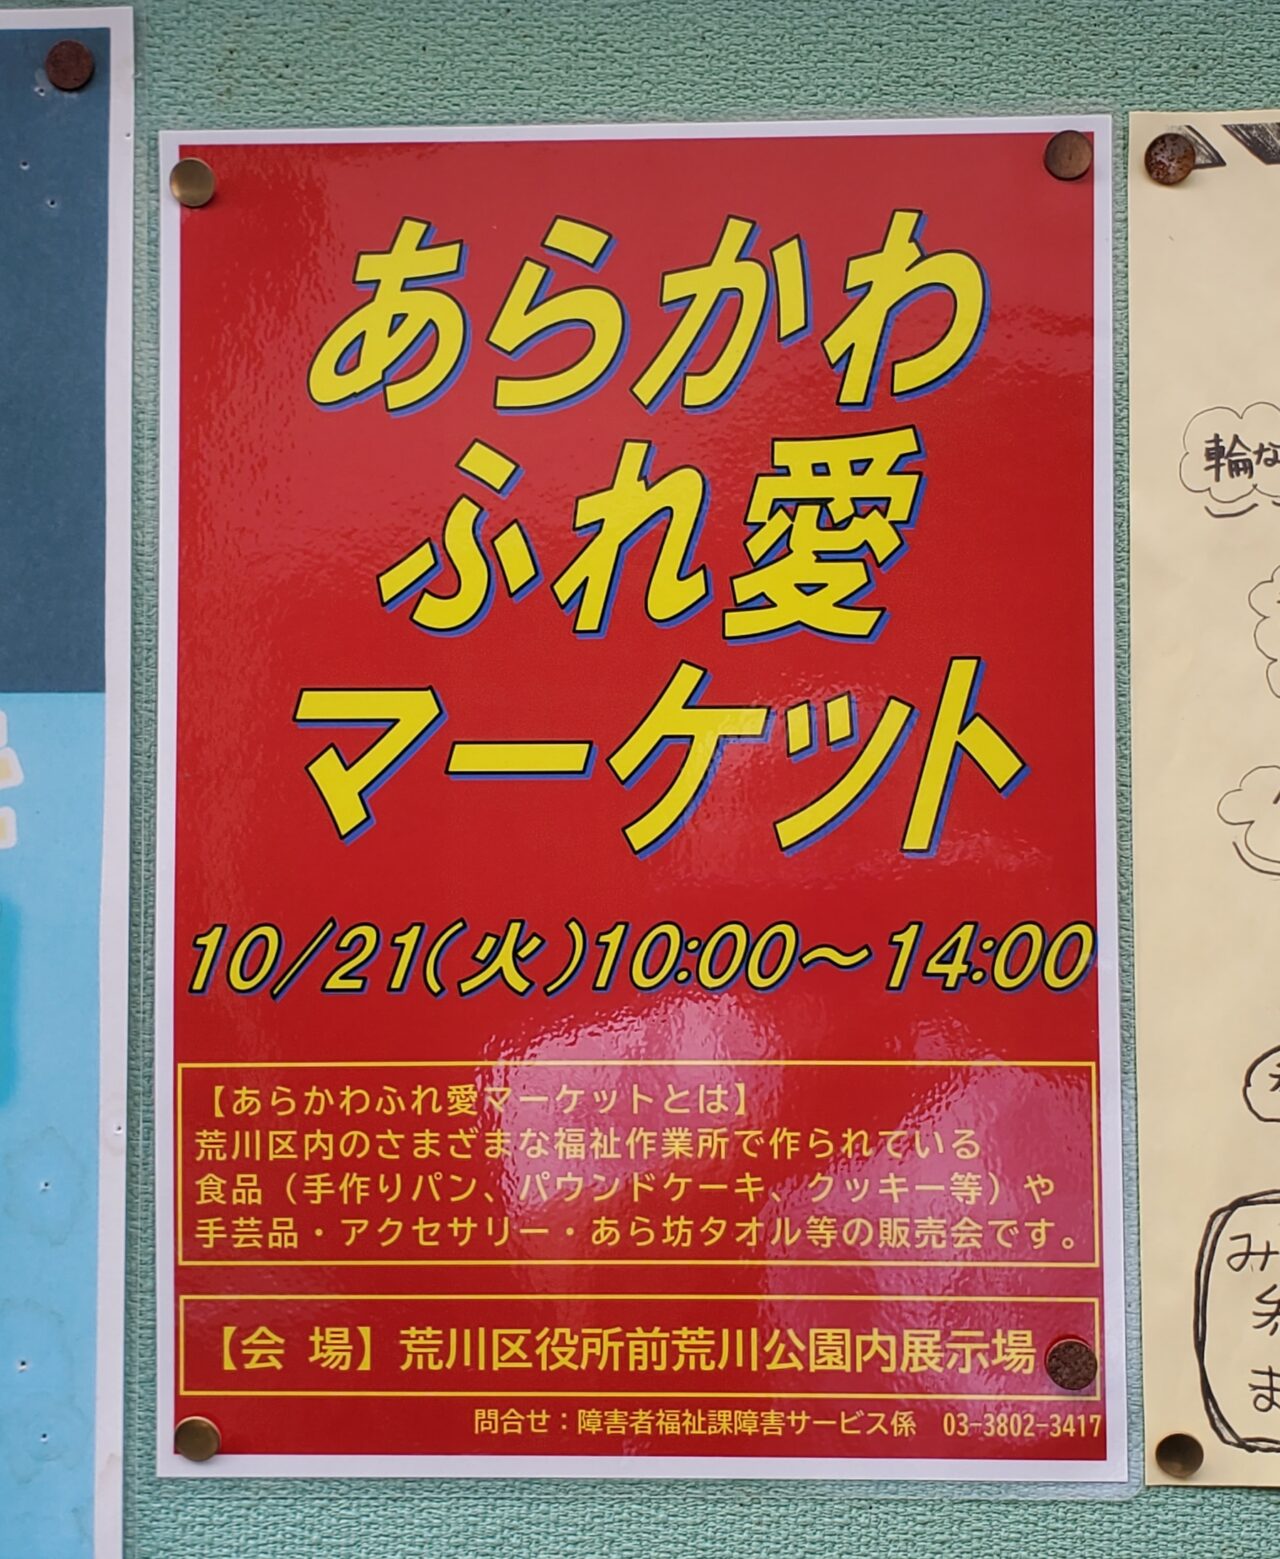 あらかわ
ふれ愛
マーケット
10/21(火)10:00～14:00
【あらかわふれ愛マーケットとは】
荒川区内のさまざまな福祉作業所で作られている
食品（手作りパン、パウンドケーキ、クッキー等）や
手芸品・アクセサリー・あら坊タオル等の販売会です。
【会 場】荒川区役所前荒川公園内展示場
問合せ：障害者福祉課障害サービス係　03-3802-3417
輪な
み
ま